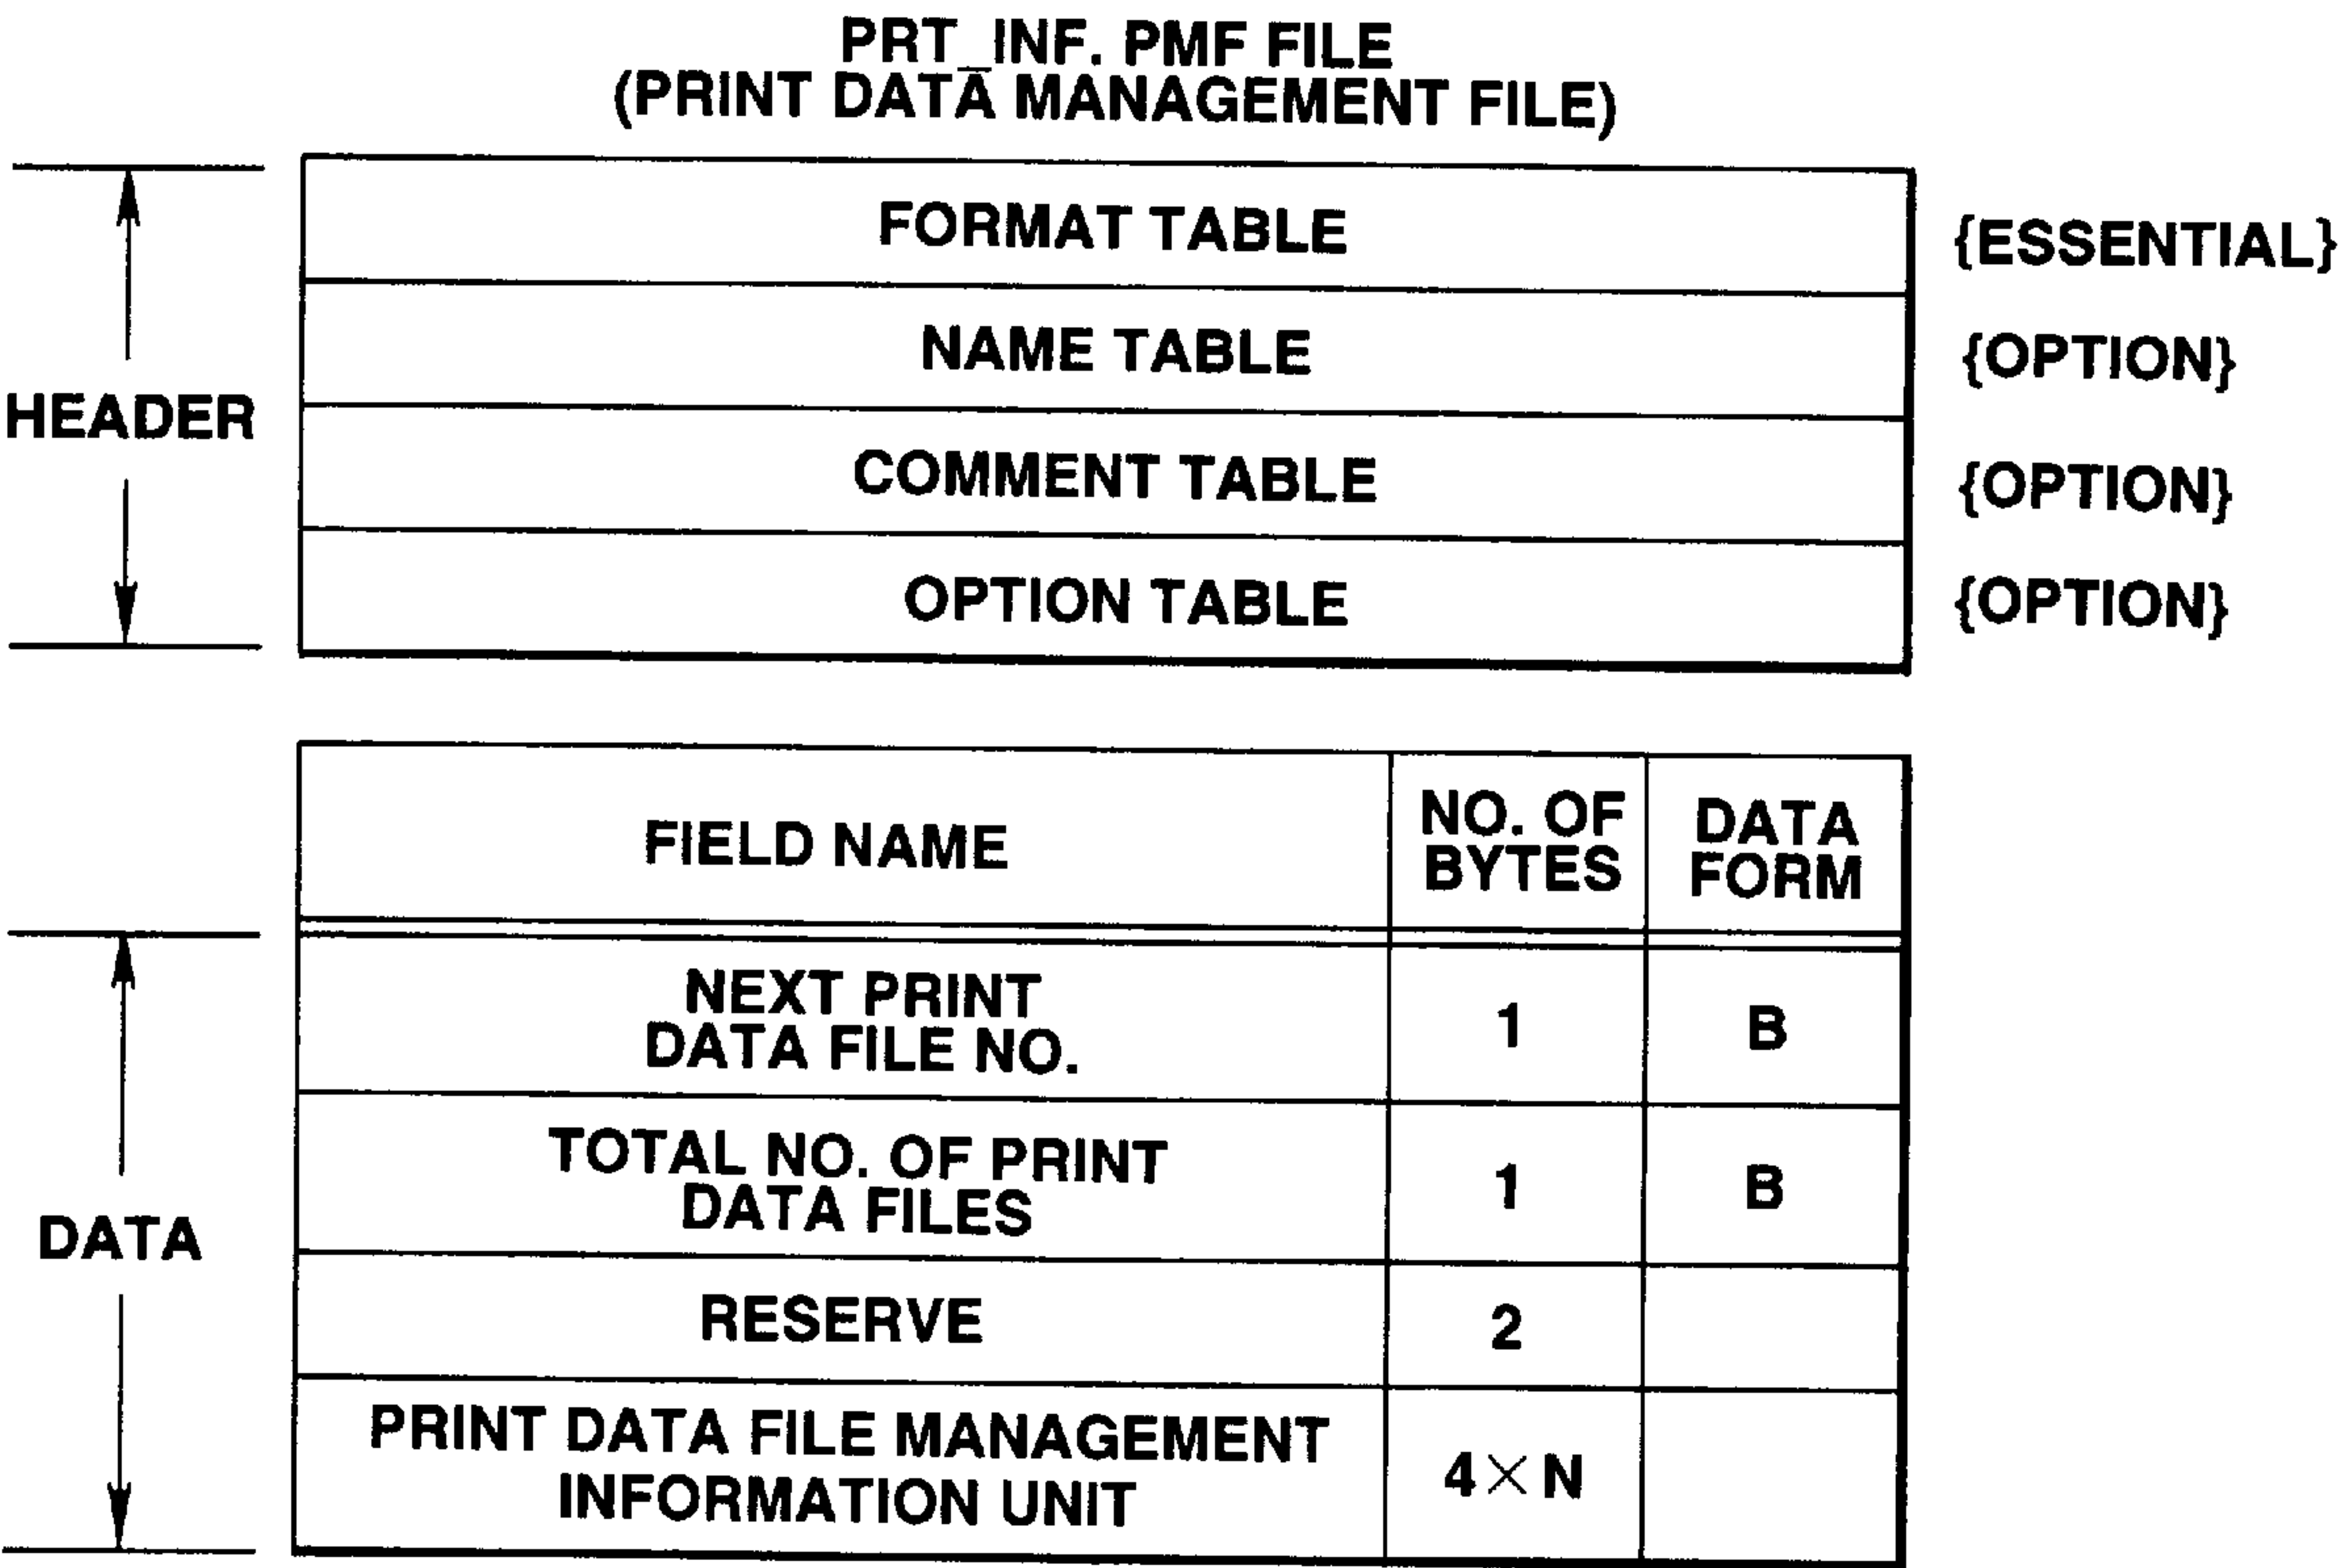 PRT_INF. PMF FILE
(PRINT DATA MANAGEMENT FILE)
HEADER
FORMAT TABLE {ESSENTIAL}
NAME TABLE {OPTION}
COMMENT TABLE {OPTION}
OPTION TABLE {OPTION}
FIELD NAME
NO. OF
BYTES
DATA
FORM
DATA
NEXT PRINT
DATA FILE NO.
1
B
TOTAL NO. OF PRINT
DATA FILES
1
B
RESERVE
2
PRINT DATA FILE MANAGEMENT
INFORMATION UNIT
4×N